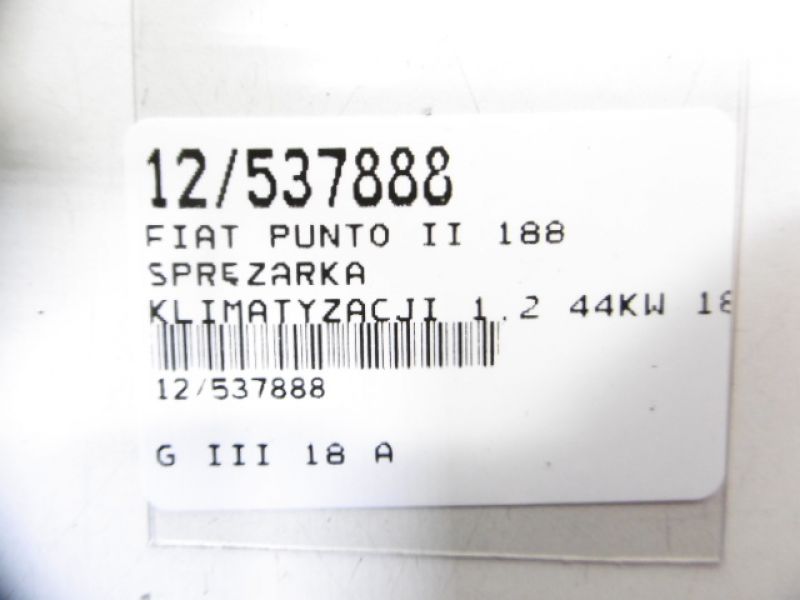 12/537888
FIAT PUNTO II 188
SPRĘZARKA
KLIMATYZACJI 1.2 44KW 18
12/537888
G III 18 A